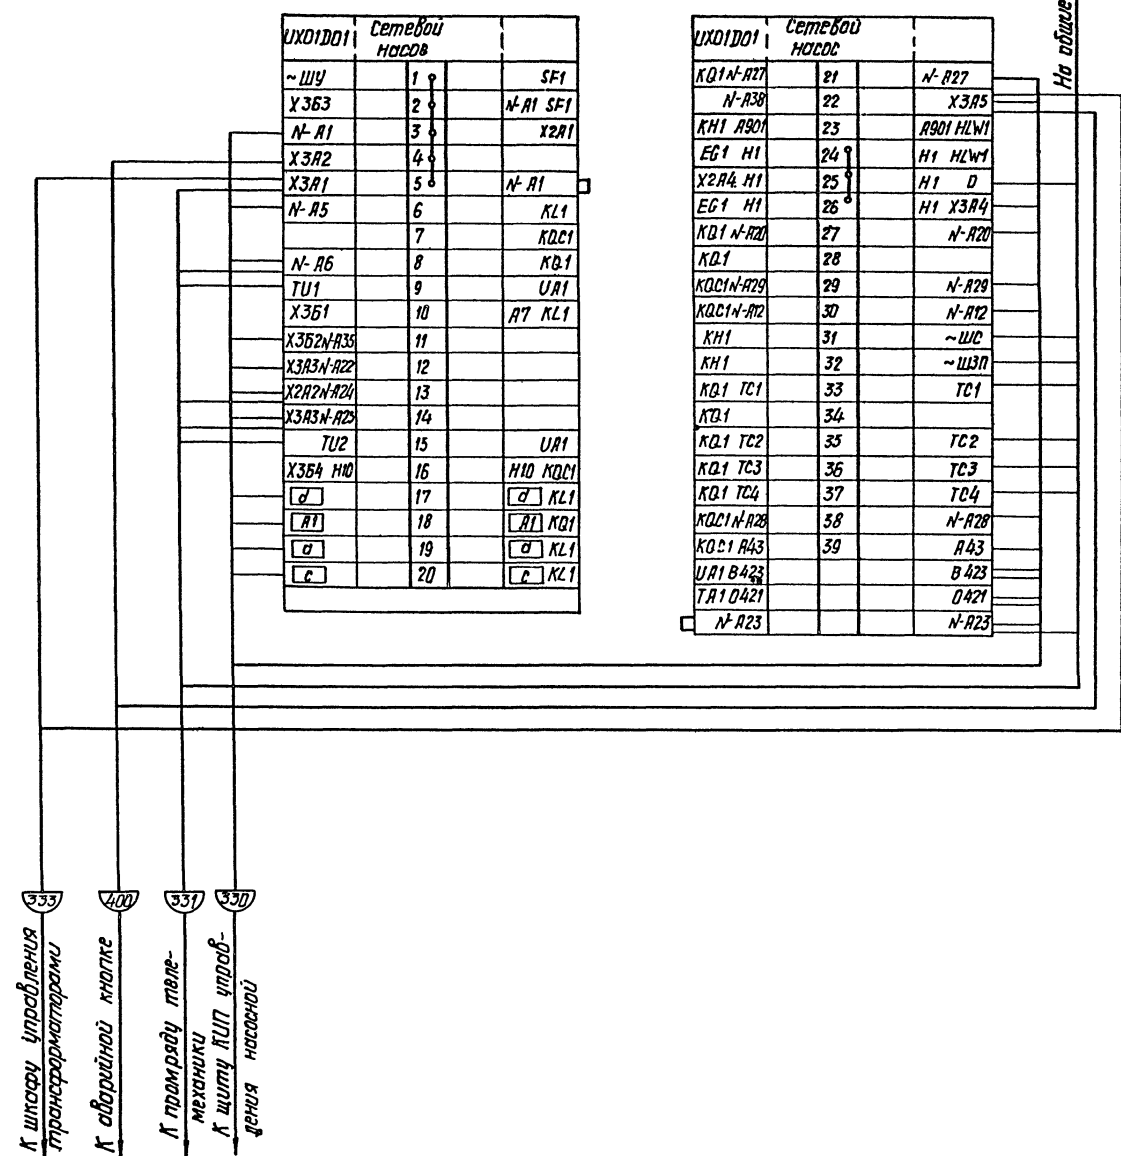 UX01D01 Сетевой насов
~ШУ 1 SF1
X3Б3 2 N-A1 SF1
N-A1 3 X2A1
X3A2 4
X3A1 5 N-A1
N-A5 6 KL1
7 KQC1
N-A6 8 KQ1
TU1 9 UA1
X3Б1 10 A7 KL1
X3Б2 N-A35 11
X3A3 N-A22 12
X2A2 N-A24 13
X3A3 N-A25 14
TU2 15 UA1
X3Б4 H10 16 H10 KQC1
d 17 d KL1
A1 18 A1 KQ1
d 19 d KL1
c 20 c KL1
UX01D01 Сетевой насос
KQ1 N-A27 21 N-A27
N-A38 22 X3A5
KH1 A901 23 A901 HLW1
EG1 H1 24 H1 HLW1
X2A4 H1 25 H1 D
EG1 H1 26 H1 X3A4
KQ1 N-A20 27 N-A20
KQ1 28
KQC1 N-A29 29 N-A29
KQC1 N-A12 30 N-A12
KH1 31 ~ШС
KH1 32 ~ШЗП
KQ1 TC1 33 TC1
KQ1 34
KQ1 TC2 35 TC2
KQ1 TC3 36 TC3
KQ1 TC4 37 TC4
KQC1 N-A28 38 N-A28
KQC1 A43 39 A43
UA1 B423 B423
TA1 0421 0421
N-A23 N-A23
На общие
333
400
331
330
К шкафу управления
трансформаторами
К аварийной кнопке
К промряду теле-
механики
К щиту КИП управ-
дения насосной